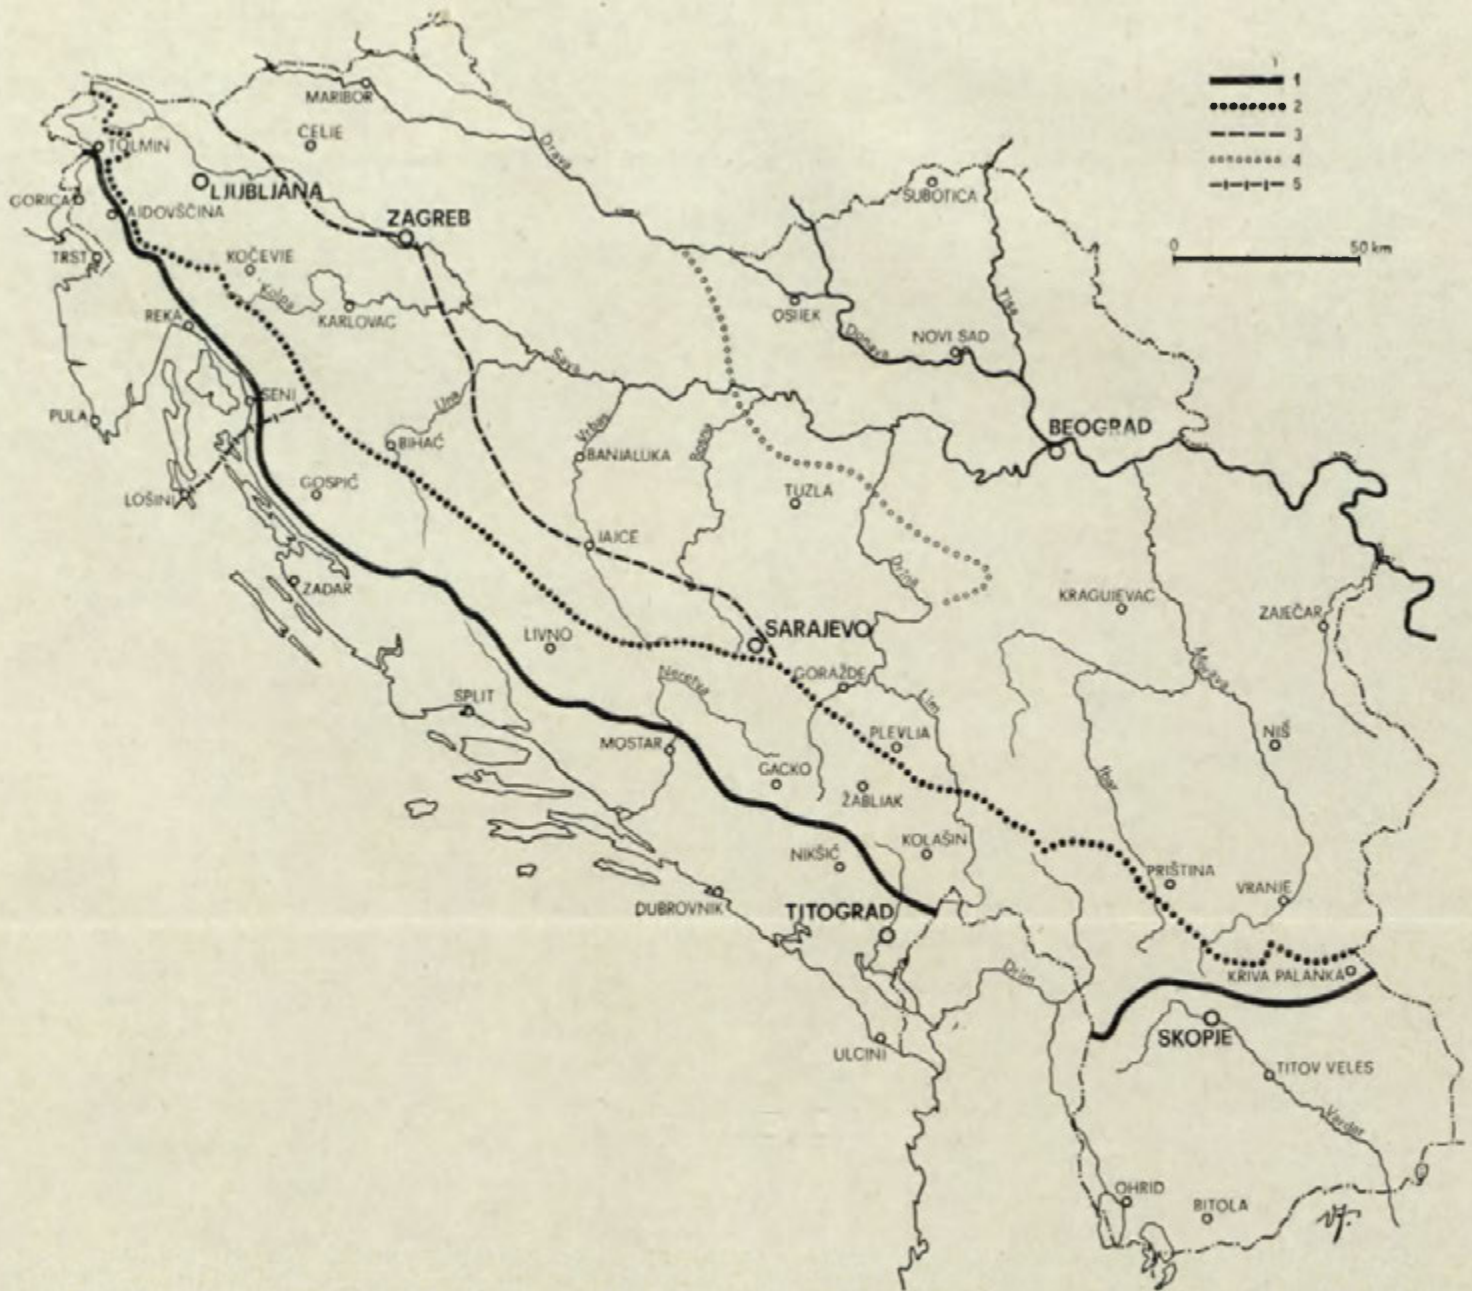 1
2
3
4
5
0 50 km
MARIBOR
CELJE
TOLMIN
LJUBLJANA
GORICA
AJDOVŠČINA
ZAGREB
TRST
KOČEVJE
Kolpa
KARLOVAC
REKA
SENJ
PULA
LOŠINJ
GOSPIĆ
ZADAR
BIHAĆ
Una
Sava
Drava
Vrbas
BANJALUKA
Bosna
JAJCE
TUZLA
OSIJEK
Donava
SUBOTICA
Tisa
NOVI SAD
BEOGRAD
Drina
KRAGUJEVAC
ZAJEČAR
Morava
SARAJEVO
LIVNO
SPLIT
Neretva
GORAŽDE
Lim
MOSTAR
PLEVLJA
GACKO
ŽABLJAK
NIŠ
Ibar
NIKŠIĆ
KOLAŠIN
PRIŠTINA
VRANJE
DUBROVNIK
TITOGRAD
KRIVA PALANKA
Drim
SKOPJE
ULCINJ
TITOV VELES
Vardar
OHRID
BITOLA